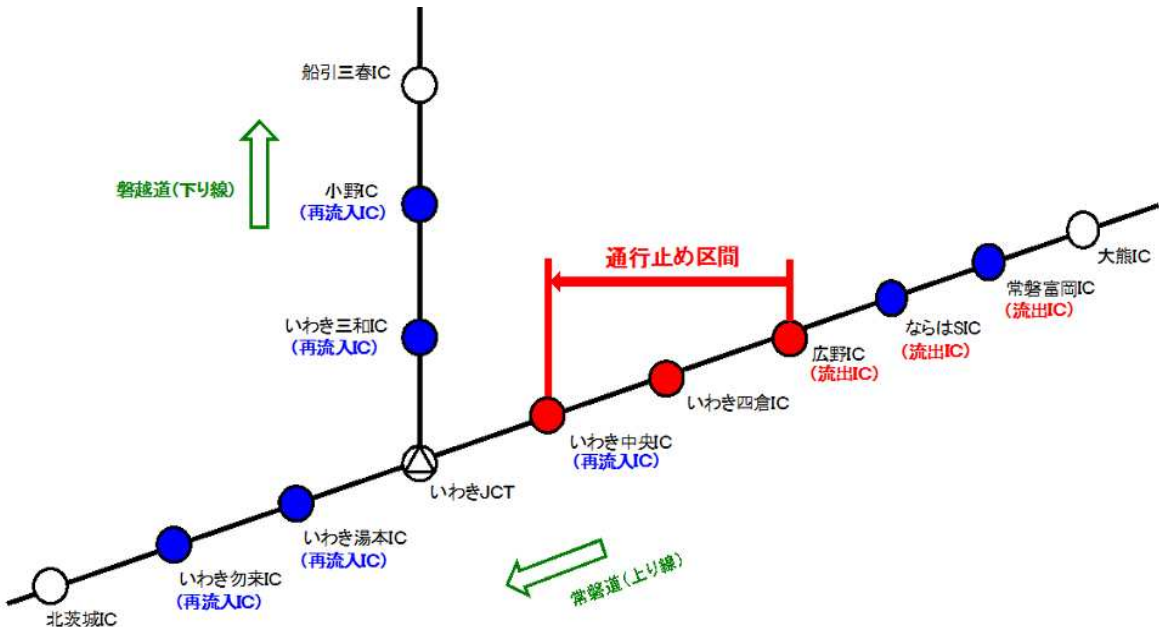 船引三春IC
磐越道(下り線)
小野IC
(再流入IC)
通行止め区間
大熊IC
常磐富岡IC
(流出IC)
ならはSIC
(流出IC)
いわき三和IC
(再流入IC)
広野IC
(流出IC)
いわき四倉IC
いわき中央IC
(再流入IC)
いわきJCT
いわき湯本IC
(再流入IC)
いわき勿来IC
(再流入IC)
常磐道(上り線)
北茨城IC